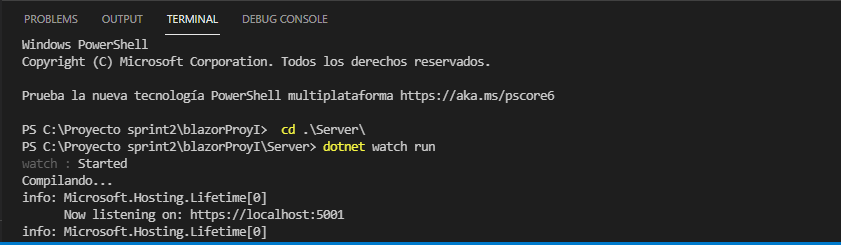 PROBLEMS OUTPUT TERMINAL DEBUG CONSOLE
Windows PowerShell
Copyright (C) Microsoft Corporation. Todos los derechos reservados.
Prueba la nueva tecnología PowerShell multiplataforma https://aka.ms/pscore6
PS C:\Proyecto sprint2\blazorProyI> cd .\Server\
PS C:\Proyecto sprint2\blazorProyI\Server> dotnet watch run
watch : Started
Compilando...
info: Microsoft.Hosting.Lifetime[0]
Now listening on: https://localhost:5001
info: Microsoft.Hosting.Lifetime[0]